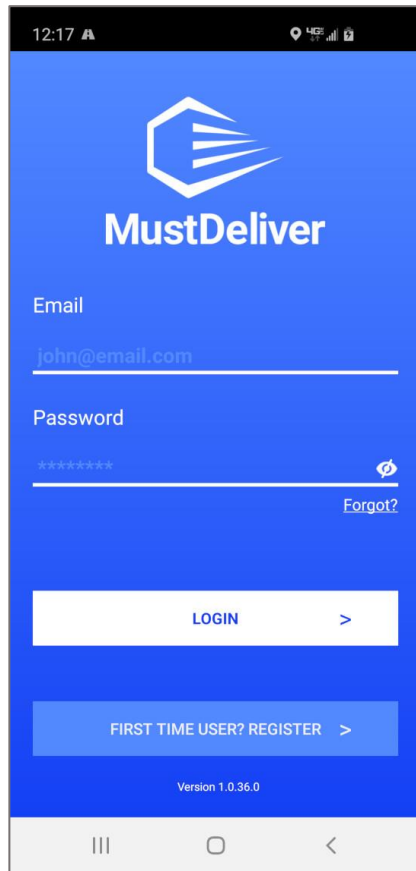 12:17
4GE
MustDeliver
Email
john@email.com
Password
********
Forgot?
LOGIN >
FIRST TIME USER? REGISTER >
Version 1.0.36.0